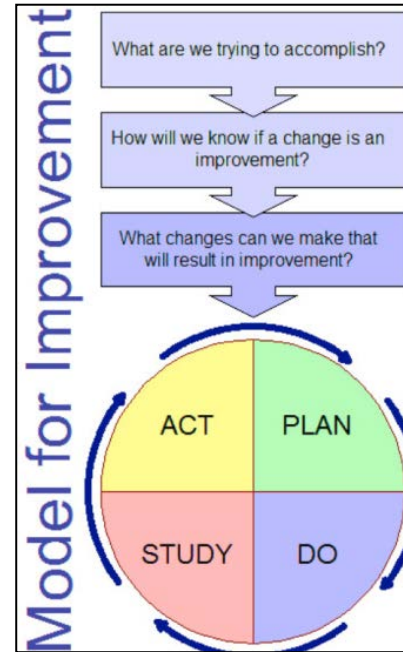 Model for Improvement
What are we trying to accomplish?
How will we know if a change is an
improvement?
What changes can we make that
will result in improvement?
ACT
PLAN
STUDY
DO